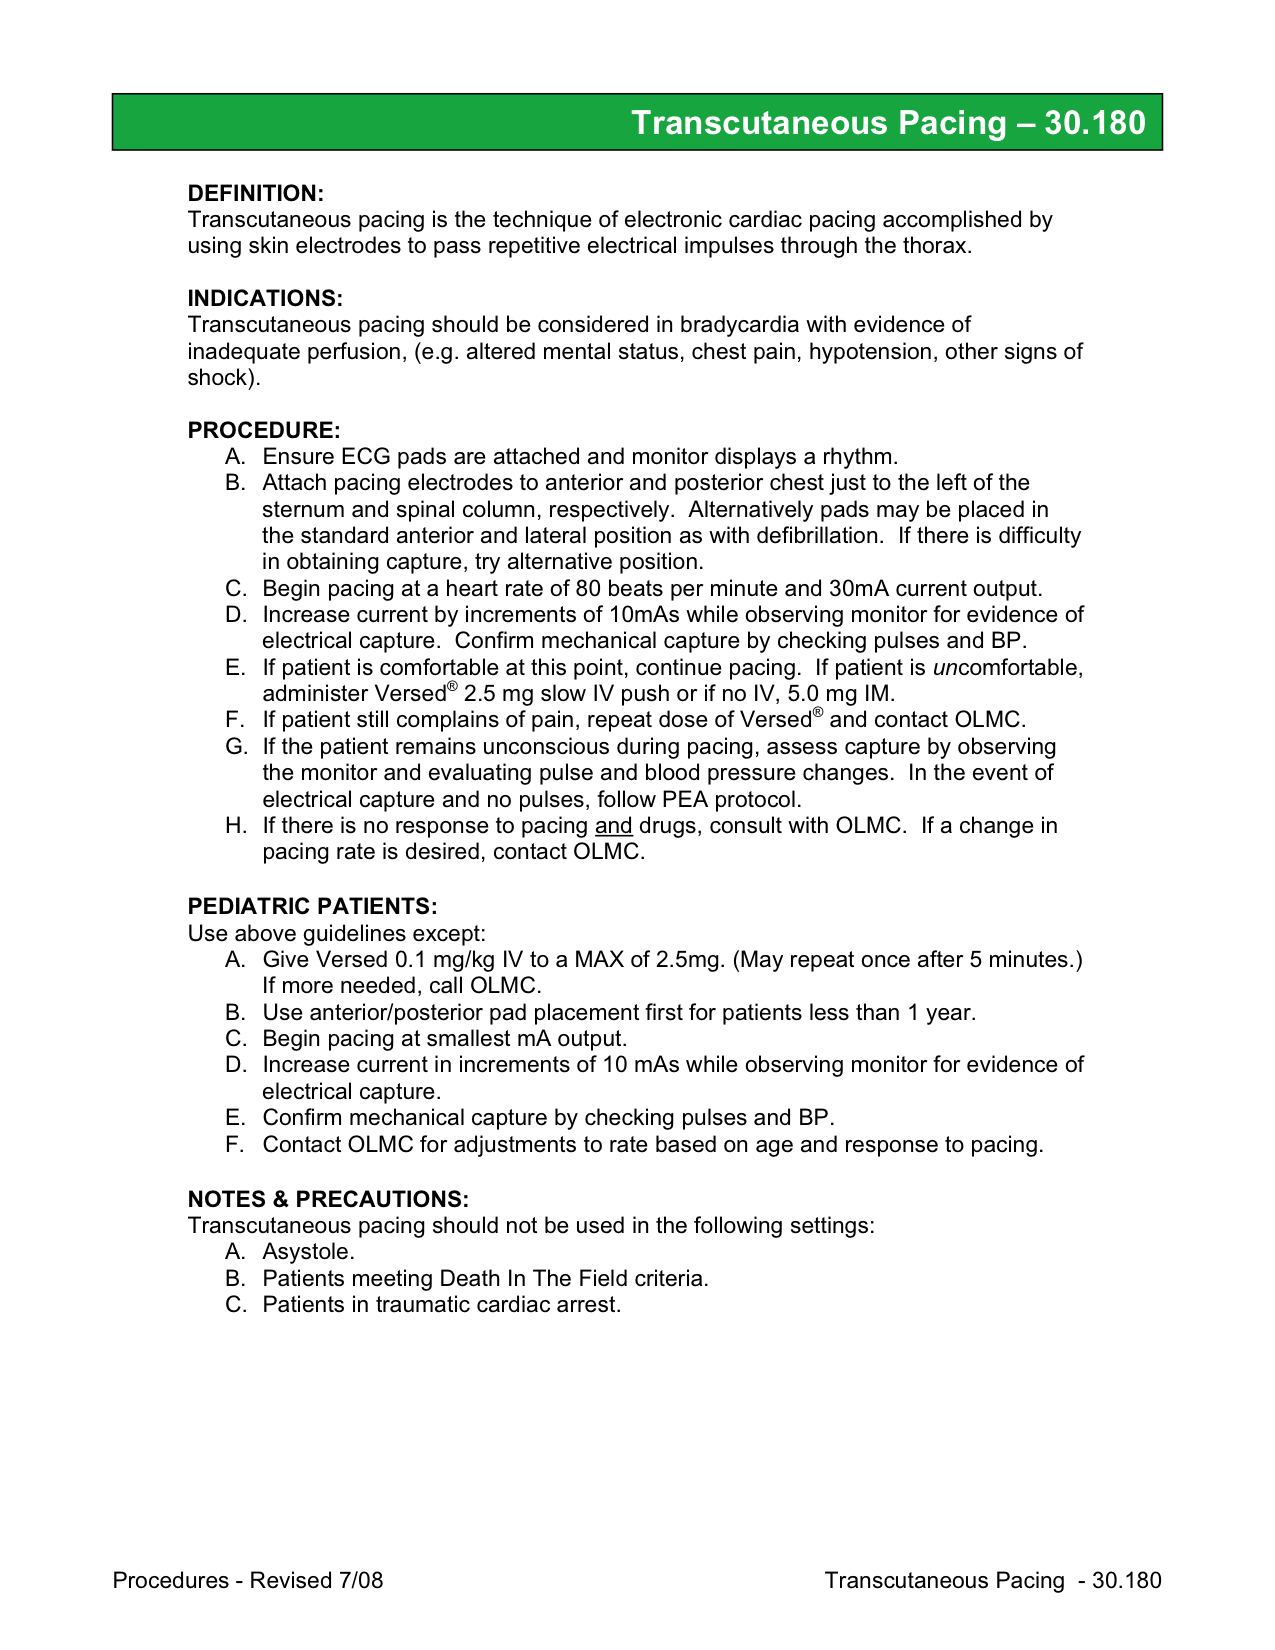 Transcutaneous Pacing – 30.180
DEFINITION:
Transcutaneous pacing is the technique of electronic cardiac pacing accomplished by
using skin electrodes to pass repetitive electrical impulses through the thorax.
INDICATIONS:
Transcutaneous pacing should be considered in bradycardia with evidence of
inadequate perfusion, (e.g. altered mental status, chest pain, hypotension, other signs of
shock).
PROCEDURE:
A. Ensure ECG pads are attached and monitor displays a rhythm.
B. Attach pacing electrodes to anterior and posterior chest just to the left of the
sternum and spinal column, respectively. Alternatively pads may be placed in
the standard anterior and lateral position as with defibrillation. If there is difficulty
in obtaining capture, try alternative position.
C. Begin pacing at a heart rate of 80 beats per minute and 30mA current output.
D. Increase current by increments of 10mAs while observing monitor for evidence of
electrical capture. Confirm mechanical capture by checking pulses and BP.
E. If patient is comfortable at this point, continue pacing. If patient is uncomfortable,
administer Versed® 2.5 mg slow IV push or if no IV, 5.0 mg IM.
F. If patient still complains of pain, repeat dose of Versed® and contact OLMC.
G. If the patient remains unconscious during pacing, assess capture by observing
the monitor and evaluating pulse and blood pressure changes. In the event of
electrical capture and no pulses, follow PEA protocol.
H. If there is no response to pacing and drugs, consult with OLMC. If a change in
pacing rate is desired, contact OLMC.
PEDIATRIC PATIENTS:
Use above guidelines except:
A. Give Versed 0.1 mg/kg IV to a MAX of 2.5mg. (May repeat once after 5 minutes.)
If more needed, call OLMC.
B. Use anterior/posterior pad placement first for patients less than 1 year.
C. Begin pacing at smallest mA output.
D. Increase current in increments of 10 mAs while observing monitor for evidence of
electrical capture.
E. Confirm mechanical capture by checking pulses and BP.
F. Contact OLMC for adjustments to rate based on age and response to pacing.
NOTES & PRECAUTIONS:
Transcutaneous pacing should not be used in the following settings:
A. Asystole.
B. Patients meeting Death In The Field criteria.
C. Patients in traumatic cardiac arrest.
Procedures - Revised 7/08 Transcutaneous Pacing - 30.180